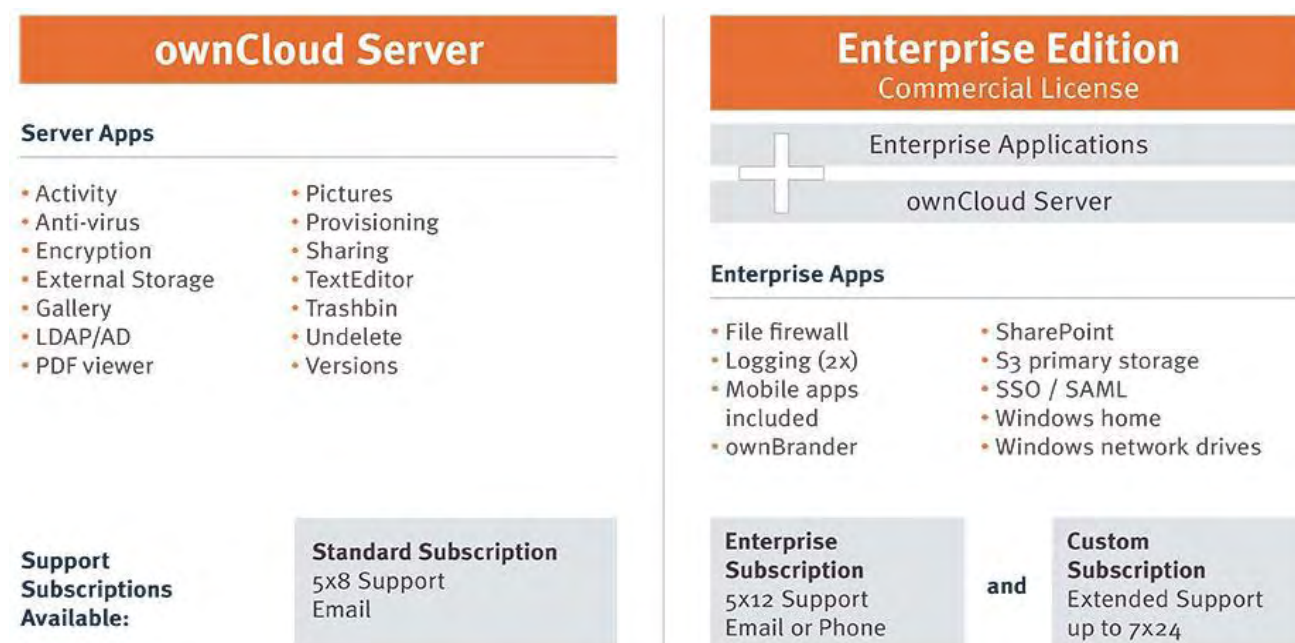 ownCloud Server
Server Apps
• Activity
• Anti-virus
• Encryption
• External Storage
• Gallery
• LDAP/AD
• PDF viewer
• Pictures
• Provisioning
• Sharing
• TextEditor
• Trashbin
• Undelete
• Versions
Support
Subscriptions
Available:
Standard Subscription
5x8 Support
Email
Enterprise Edition
Commercial License
Enterprise Applications
ownCloud Server
Enterprise Apps
• File firewall
• Logging (2x)
• Mobile apps
included
• ownBrander
• SharePoint
• S3 primary storage
• SSO / SAML
• Windows home
• Windows network drives
Enterprise
Subscription
5x12 Support
Email or Phone
and
Custom
Subscription
Extended Support
up to 7x24